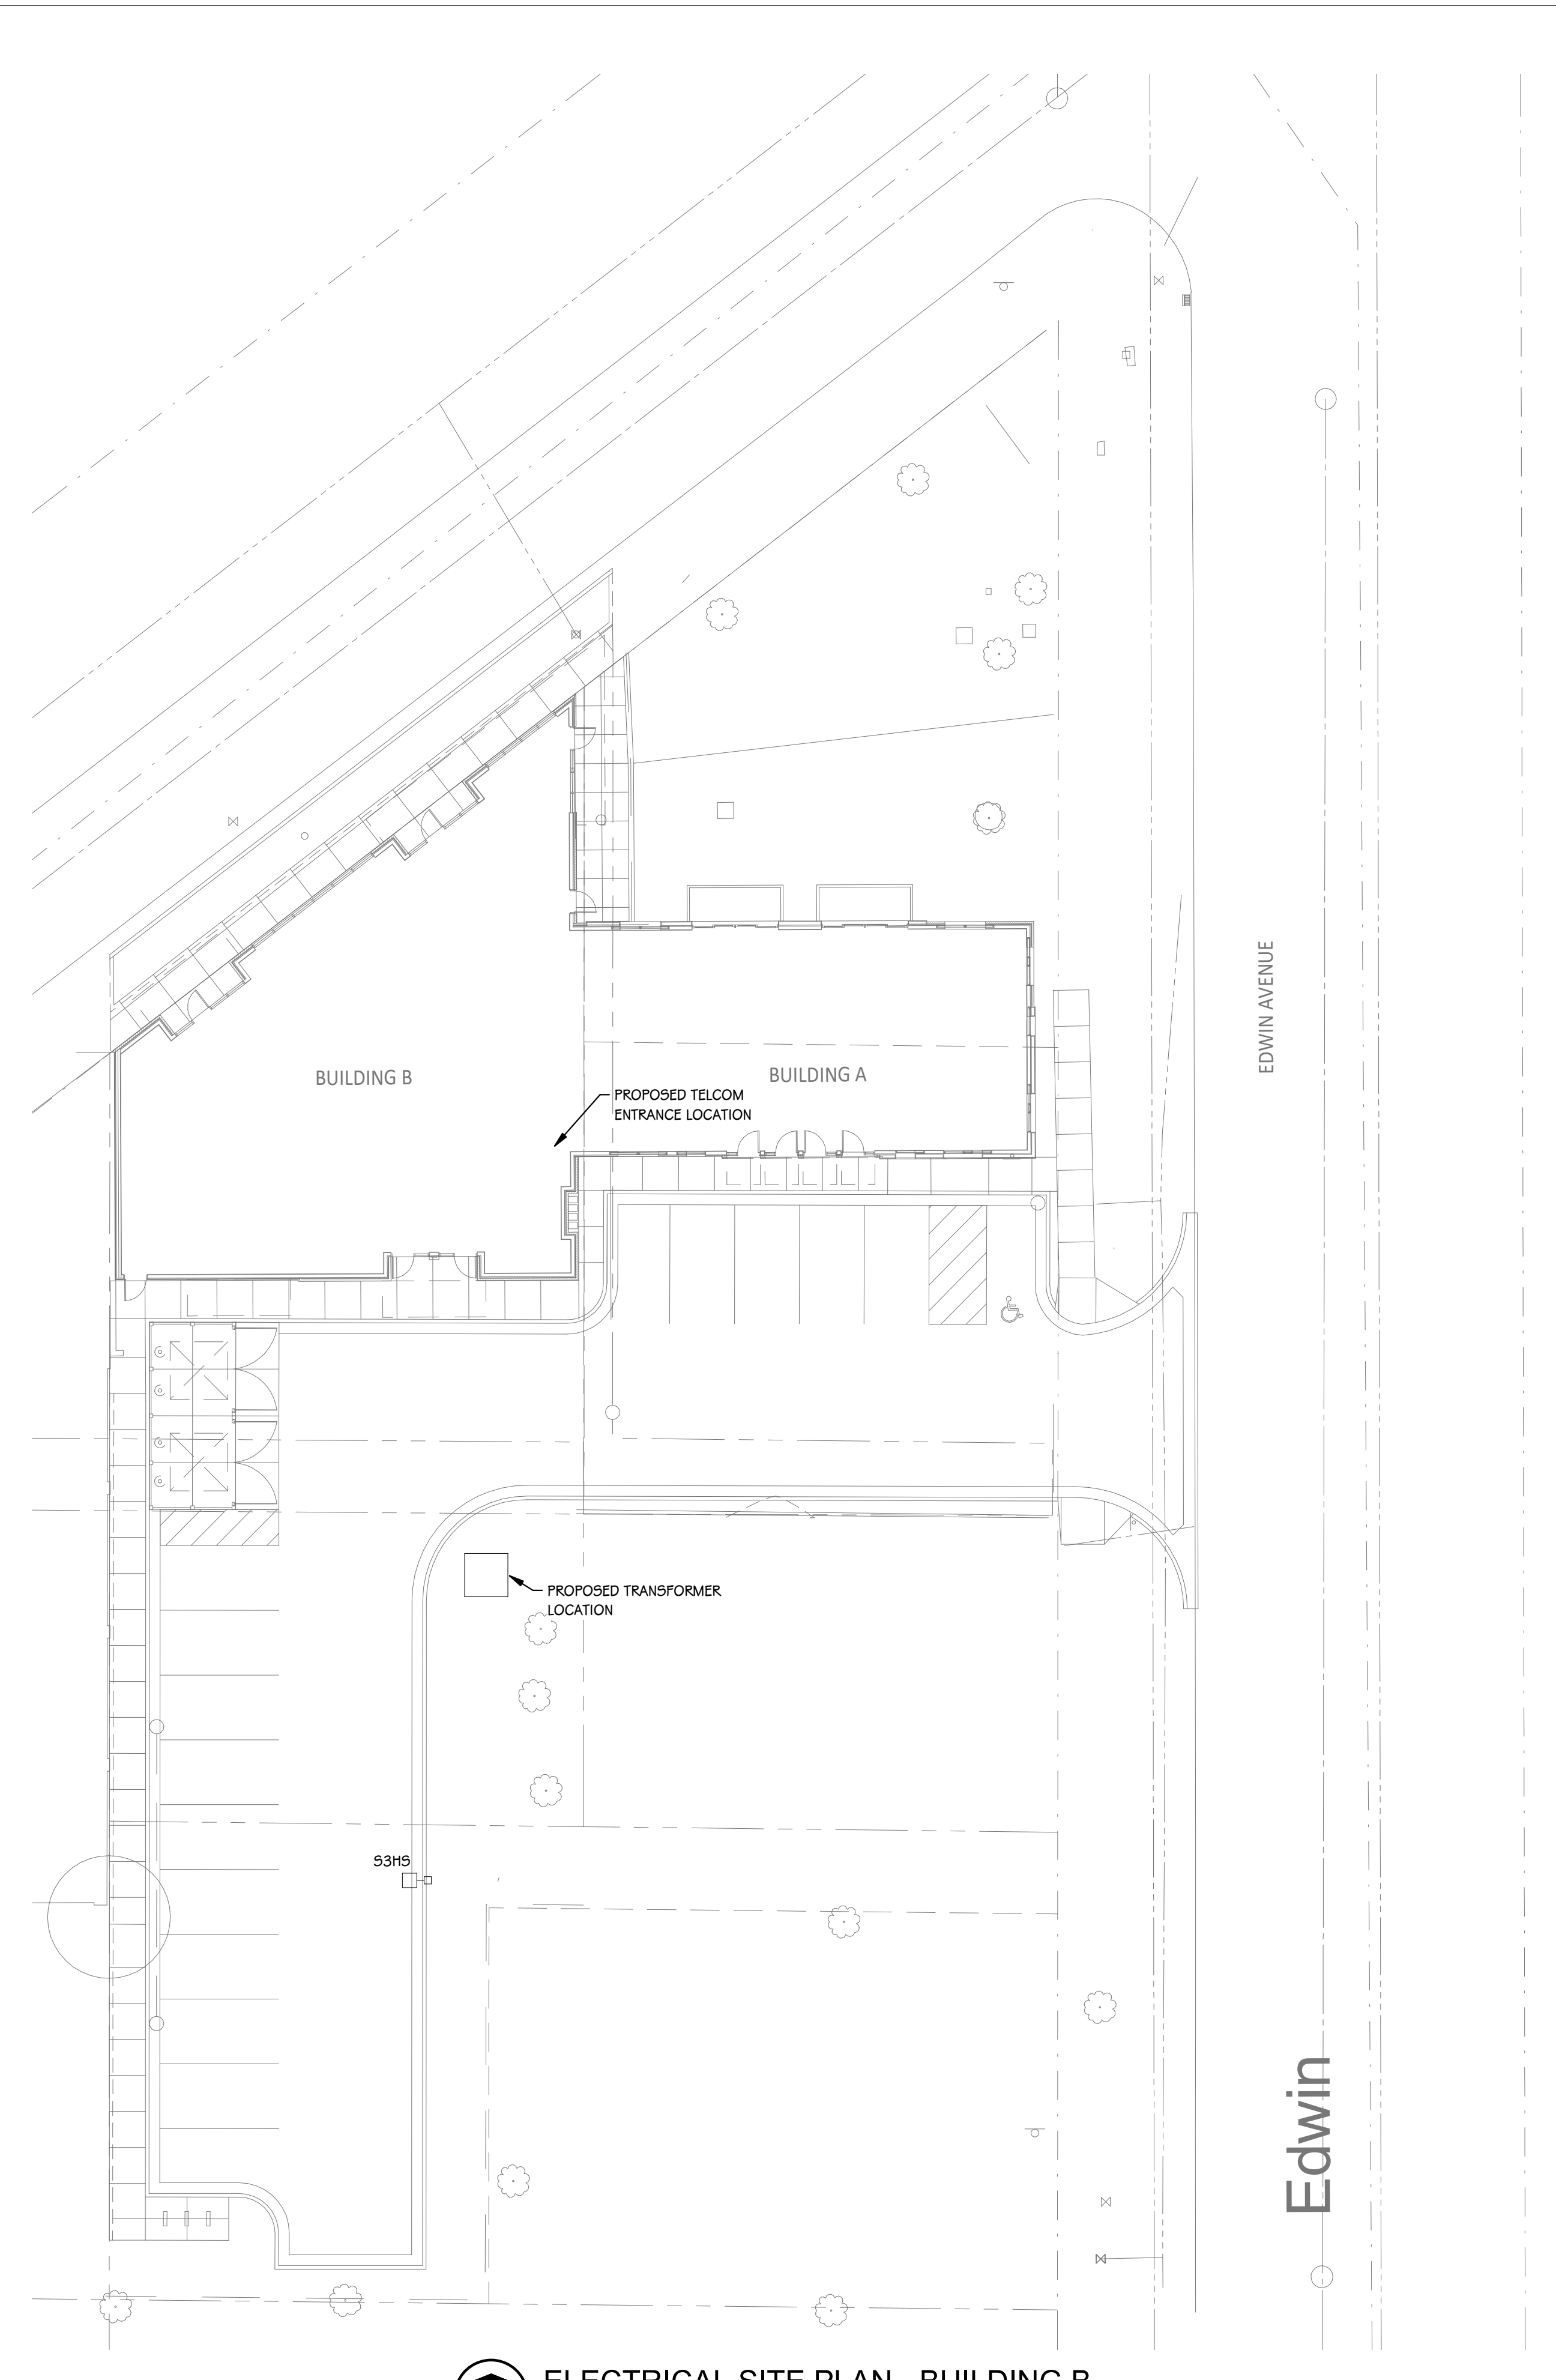 EDWIN AVENUE
BUILDING B
BUILDING A
PROPOSED TELCOM
ENTRANCE LOCATION
PROPOSED TRANSFORMER
LOCATION
S3HS
Edwin
ELECTRICAL SITE PLAN - BUILDING B